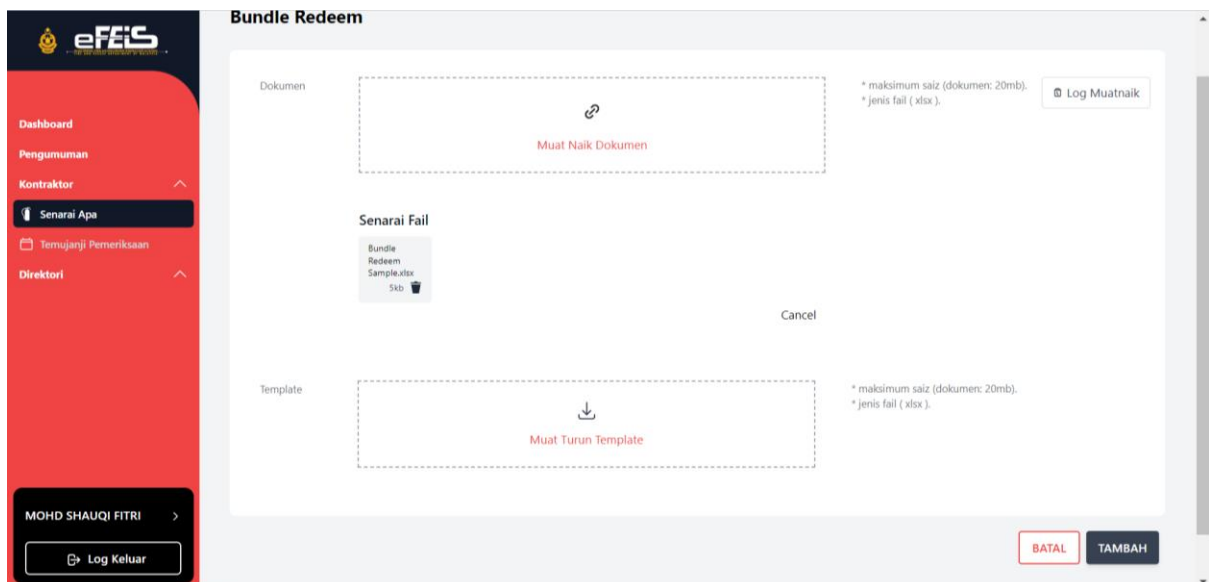 eFEiS
Bundle Redeem
Dashboard
Pengumuman
Kontraktor
Senarai Apa
Temujanji Pemeriksaan
Direktori
MOHD SHAUQI FITRI
Log Keluar
Dokumen
Muat Naik Dokumen
* maksimum saiz (dokumen: 20mb).
* jenis fail ( xlsx ).
Log Muatnaik
Senarai Fail
Bundle
Redeem
Sample.xlsx
5kb
Cancel
Template
Muat Turun Template
* maksimum saiz (dokumen: 20mb).
* jenis fail ( xlsx ).
BATAL
TAMBAH